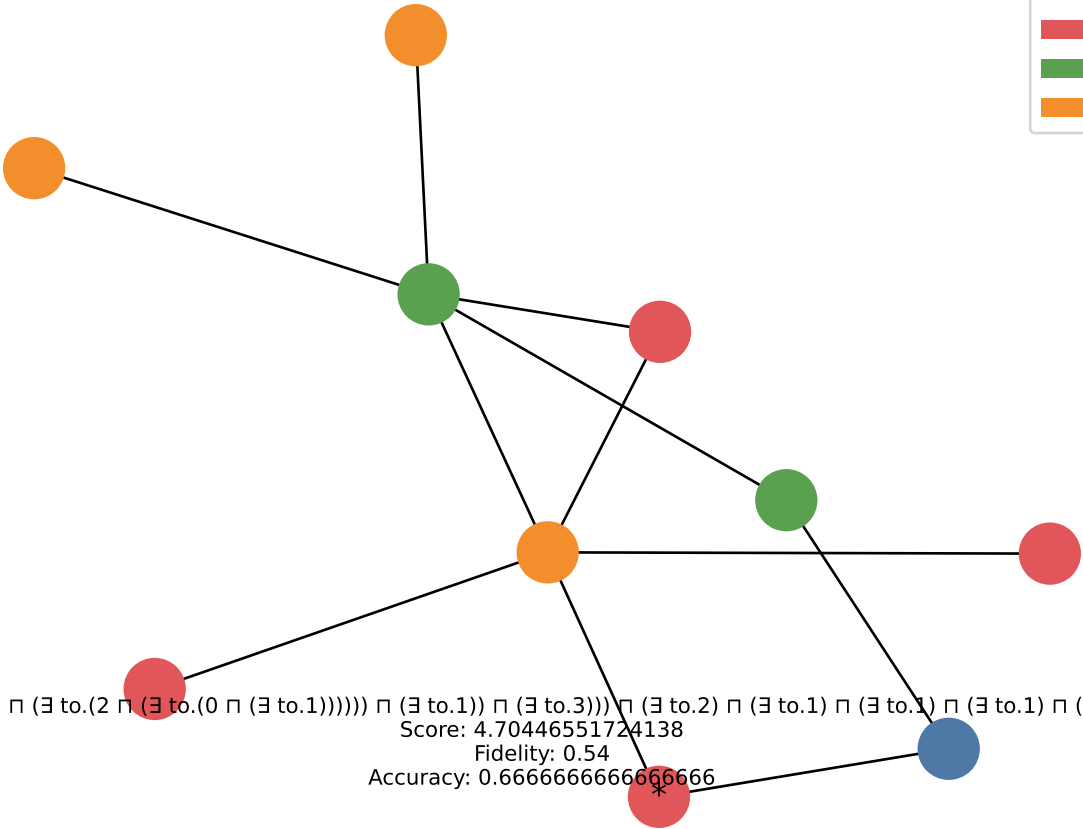 ⊓ (∃ to.(2 ⊓ (∃ to.(0 ⊓ (∃ to.1)))))) ⊓ (∃ to.1)) ⊓ (∃ to.3))) ⊓ (∃ to.2) ⊓ (∃ to.1) ⊓ (∃ to.1) ⊓ (∃ to.1) ⊓ (
Score: 4.70446551724138
Fidelity: 0.54
Accuracy: 0.6666666666666666
*